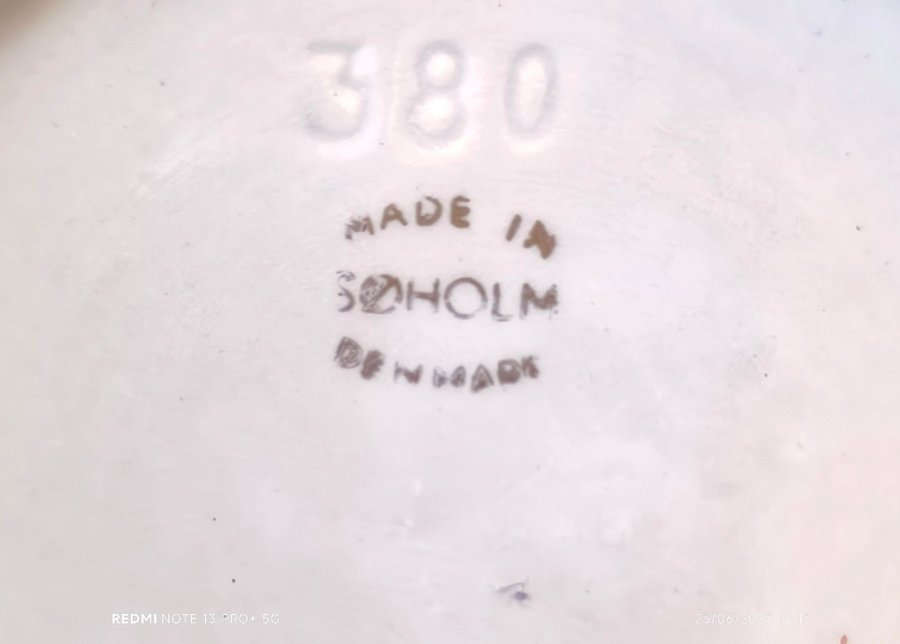 380
MADE IN
SØHOLM
DENMARK
REDMI NOTE 13 PRO+ 5G